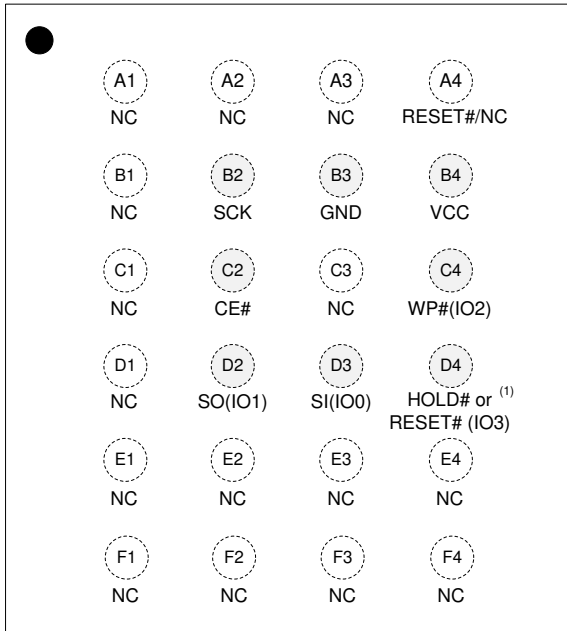 A1 A2 A3 A4
NC NC NC RESET#/NC
B1 B2 B3 B4
NC SCK GND VCC
C1 C2 C3 C4
NC CE# NC WP#(IO2)
D1 D2 D3 D4
NC SO(IO1) SI(IO0) HOLD# or (1)
RESET# (IO3)
E1 E2 E3 E4
NC NC NC NC
F1 F2 F3 F4
NC NC NC NC